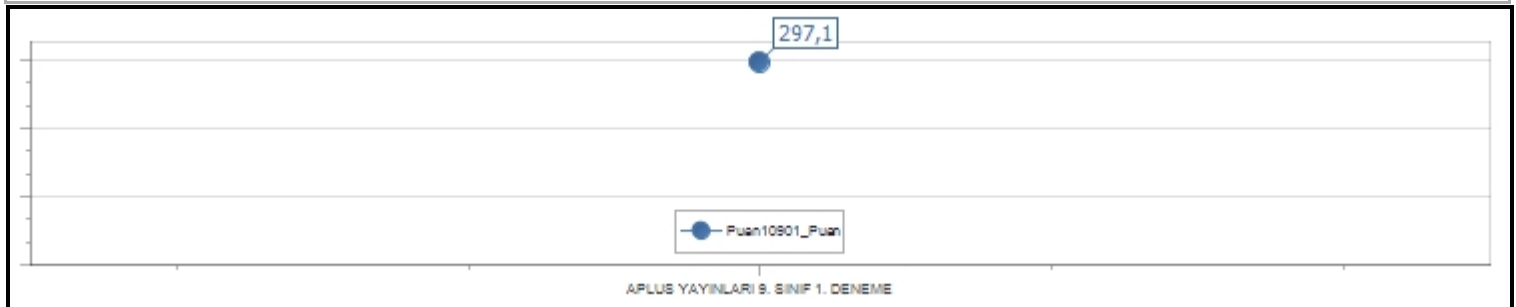 297,1
Puan10901_Puan
APLUS YAYINLARI 9. SINIF 1. DENEME